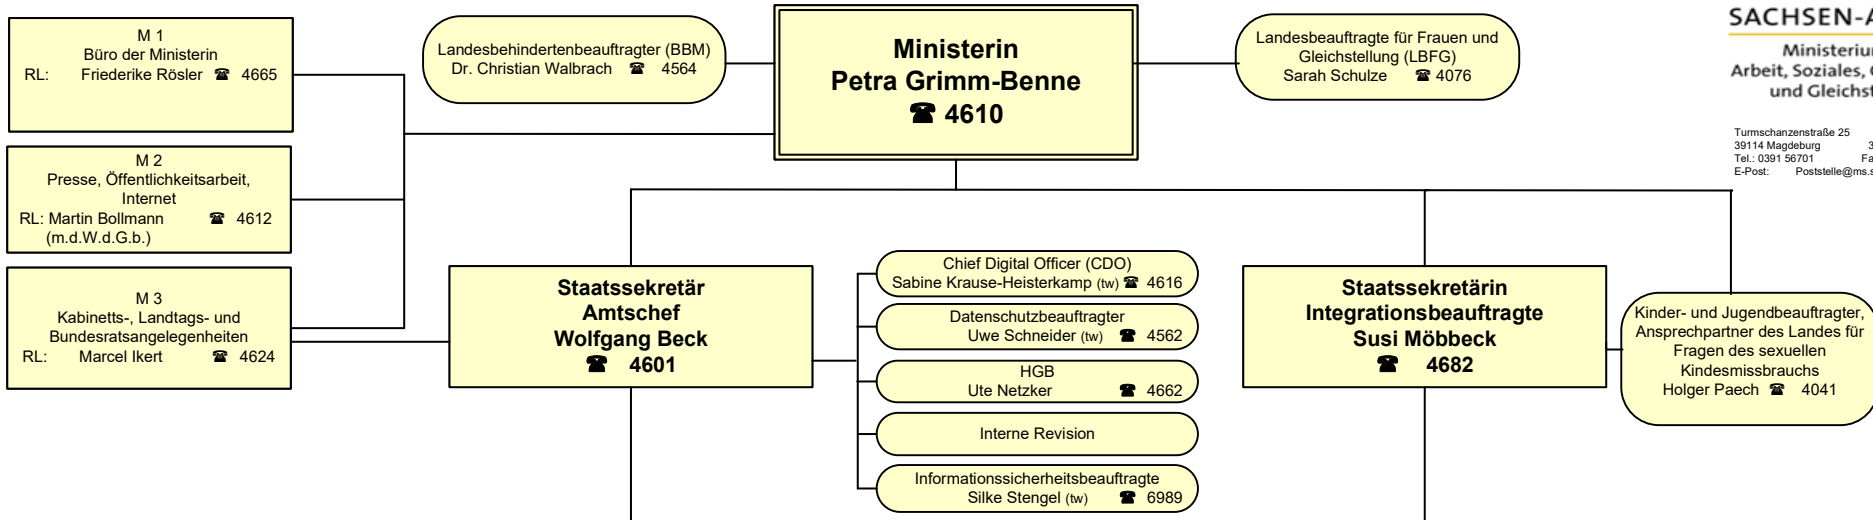 M 1
Büro der Ministerin
RL: Friederike Rösler ☎ 4665
M 2
Presse, Öffentlichkeitsarbeit,
Internet
RL: Martin Bollmann ☎ 4612
(m.d.W.d.G.b.)
M 3
Kabinetts-, Landtags- und
Bundesratsangelegenheiten
RL: Marcel Ikert ☎ 4624
Landesbehindertenbeauftragter (BBM)
Dr. Christian Walbrach ☎ 4564
Ministerin
Petra Grimm-Benne
☎ 4610
Landesbeauftragte für Frauen und
Gleichstellung (LBFG)
Sarah Schulze ☎ 4076
SACHSEN-A
Ministeriu
Arbeit, Soziales,
und Gleichst
Turmschanzenstraße 25
39114 Magdeburg 3
Tel.: 0391 56701 Fa
E-Post: Poststelle@ms.s
Staatssekretär
Amtschef
Wolfgang Beck
☎ 4601
Chief Digital Officer (CDO)
Sabine Krause-Heisterkamp (tw) ☎ 4616
Datenschutzbeauftragter
Uwe Schneider (tw) ☎ 4562
HGB
Ute Netzker ☎ 4662
Interne Revision
Informationssicherheitsbeauftragte
Silke Stengel (tw) ☎ 6989
Staatssekretärin
Integrationsbeauftragte
Susi Möbbeck
☎ 4682
Kinder- und Jugendbeauftragter,
Ansprechpartner des Landes für
Fragen des sexuellen
Kindesmissbrauchs
Holger Paech ☎ 4041